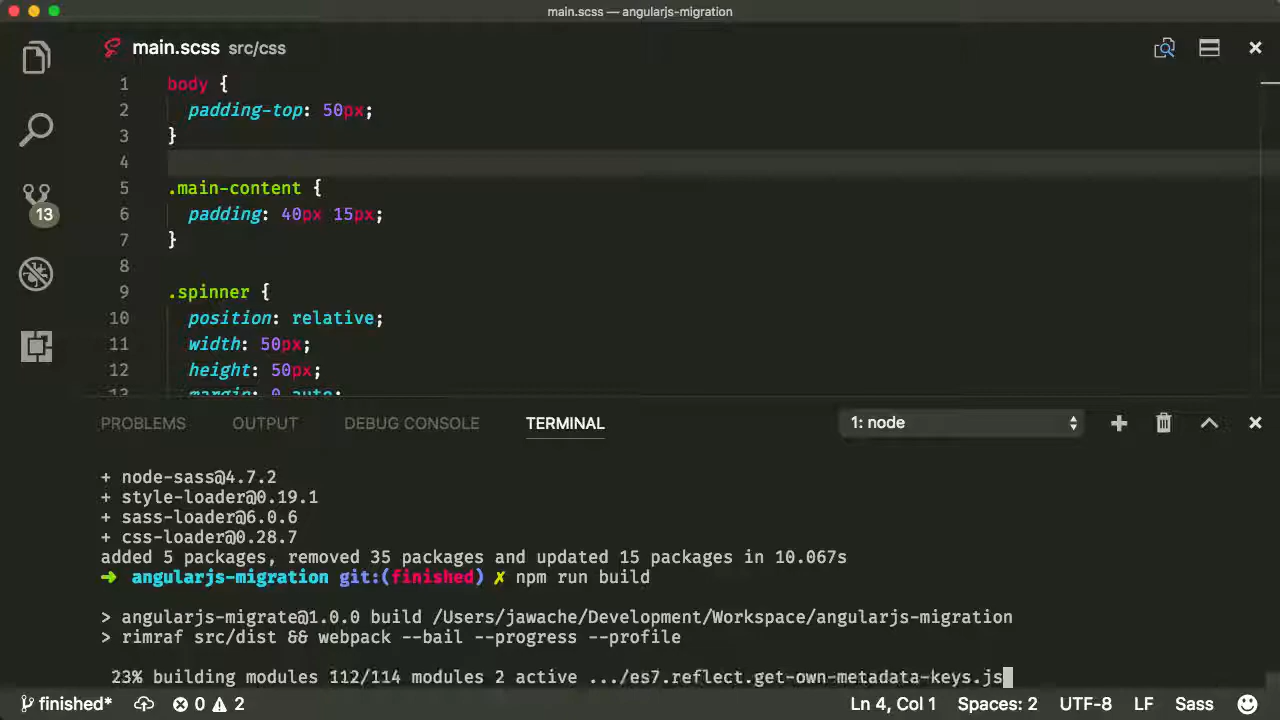 main.scss — angularjs-migration
main.scss src/css
1 body {
2 padding-top: 50px;
3 }
4
5 .main-content {
6 padding: 40px 15px;
7 }
8
9 .spinner {
10 position: relative;
11 width: 50px;
12 height: 50px;
13 margin: 0 auto;
13
PROBLEMS OUTPUT DEBUG CONSOLE TERMINAL 1: node
+ node-sass@4.7.2
+ style-loader@0.19.1
+ sass-loader@6.0.6
+ css-loader@0.28.7
added 5 packages, removed 35 packages and updated 15 packages in 10.067s
➜ angularjs-migration git:(finished) ✗ npm run build
> angularjs-migrate@1.0.0 build /Users/jawache/Development/Workspace/angularjs-migration
> rimraf src/dist && webpack --bail --progress --profile
23% building modules 112/114 modules 2 active .../es7.reflect.get-own-metadata-keys.js
finished* 0 2 Ln 4, Col 1 Spaces: 2 UTF-8 LF Sass